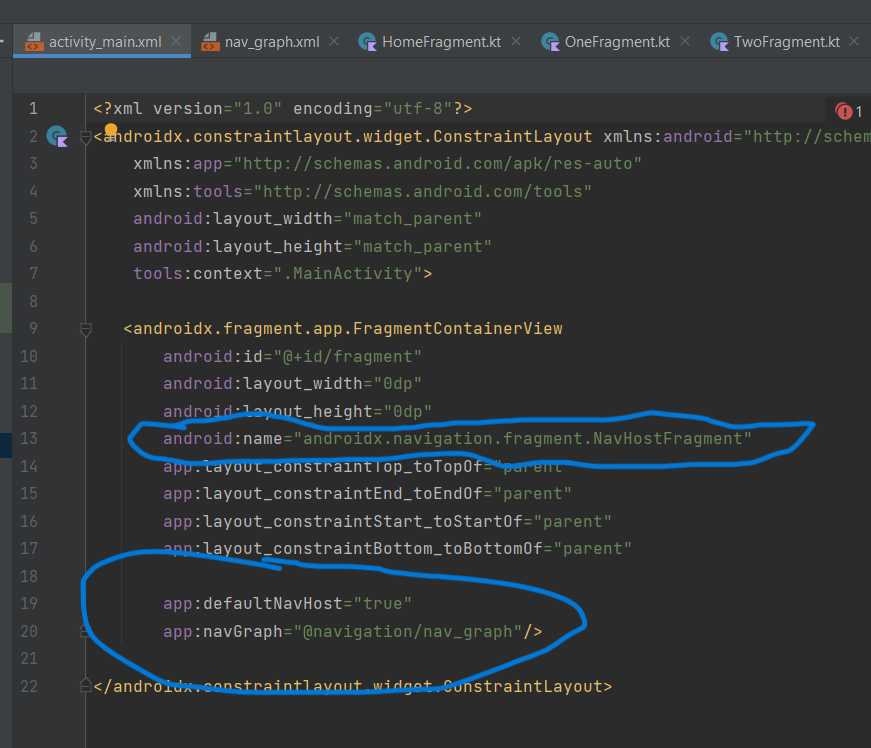 activity_main.xml nav_graph.xml HomeFragment.kt OneFragment.kt TwoFragment.kt
1 <?xml version="1.0" encoding="utf-8"?> 1
2 <androidx.constraintlayout.widget.ConstraintLayout xmlns:android="http://schem
3 xmlns:app="http://schemas.android.com/apk/res-auto"
4 xmlns:tools="http://schemas.android.com/tools"
5 android:layout_width="match_parent"
6 android:layout_height="match_parent"
7 tools:context=".MainActivity">
8
9 <androidx.fragment.app.FragmentContainerView
10 android:id="@+id/fragment"
11 android:layout_width="0dp"
12 android:layout_height="0dp"
13 android:name="androidx.navigation.fragment.NavHostFragment"
14 app:layout_constraintTop_toTopOf="parent"
15 app:layout_constraintEnd_toEndOf="parent"
16 app:layout_constraintStart_toStartOf="parent"
17 app:layout_constraintBottom_toBottomOf="parent"
18
19 app:defaultNavHost="true"
20 app:navGraph="@navigation/nav_graph"/>
21
22 </androidx.constraintlayout.widget.ConstraintLayout>